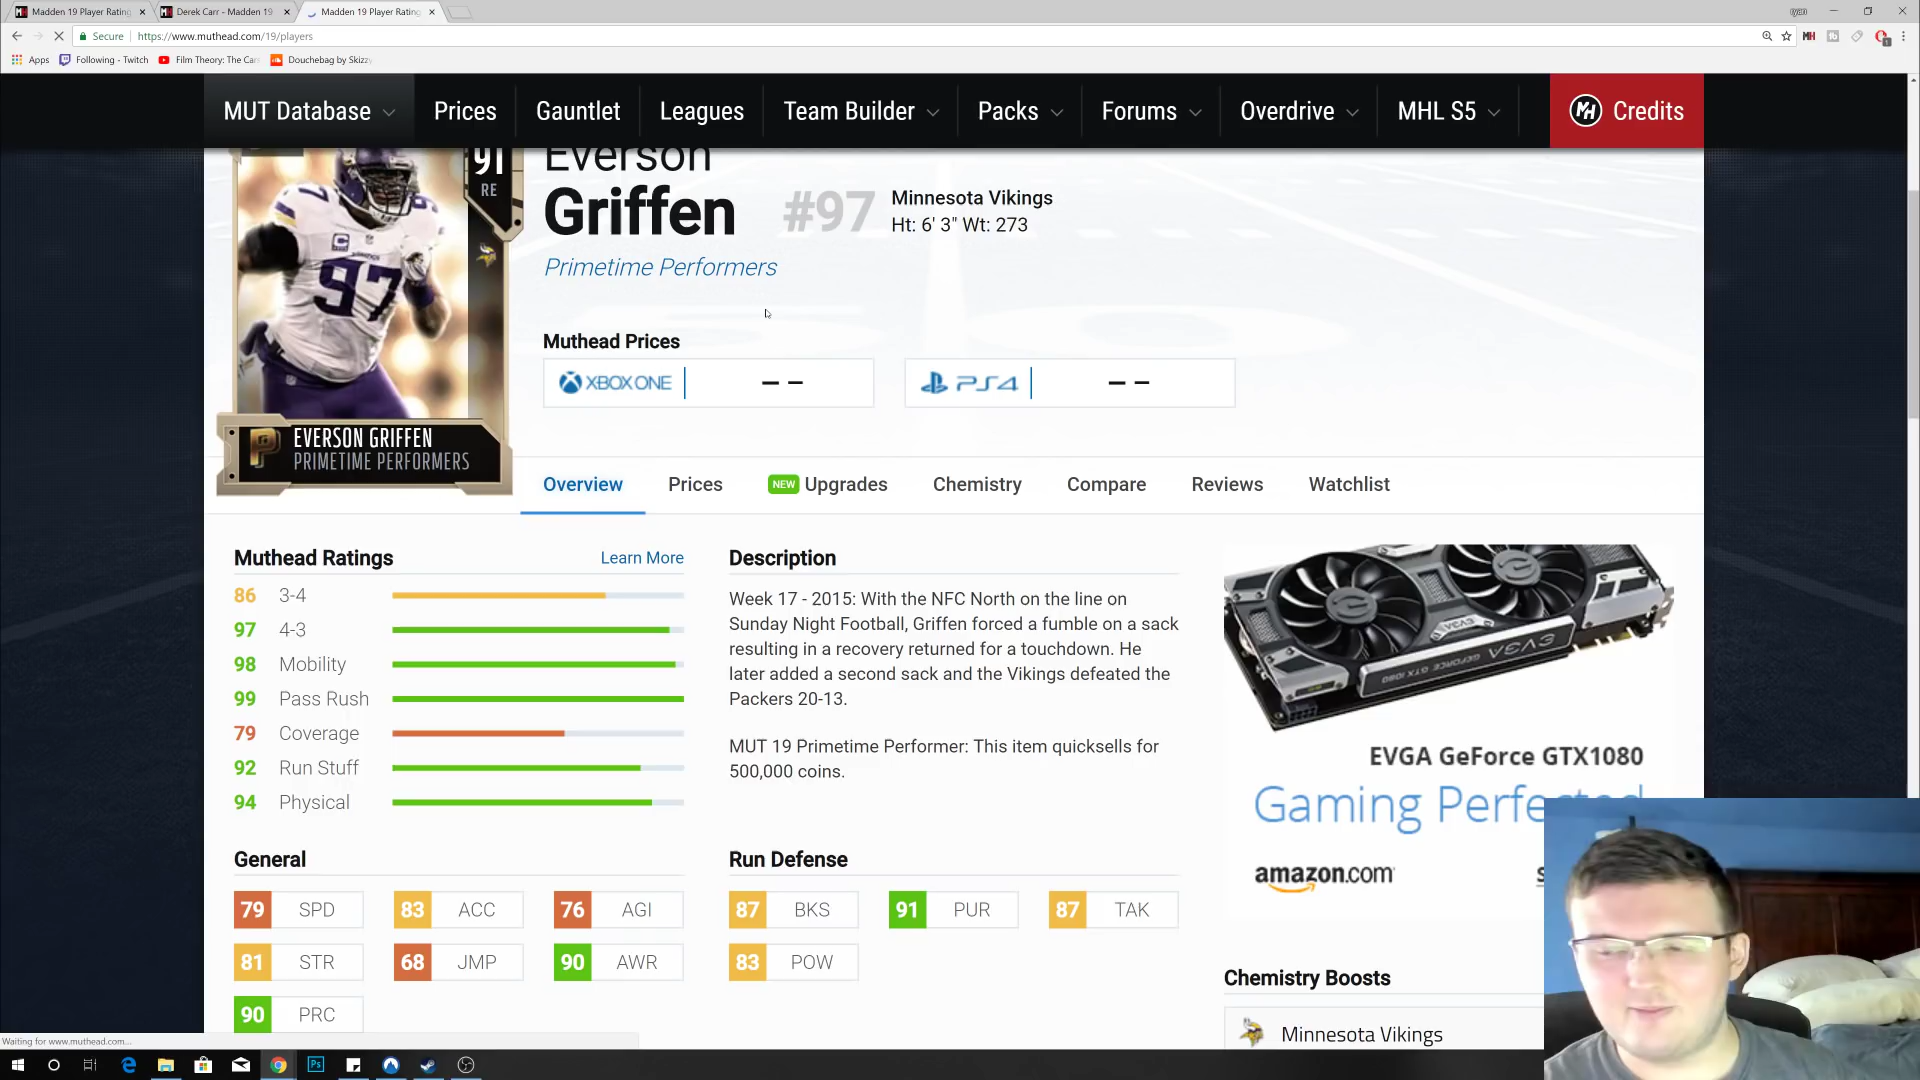 Madden 19 Player Rating
Derek Carr - Madden 19
Madden 19 Player Rating
ryan
Secure
https://www.muthead.com/19/players
Apps
Following - Twitch
Film Theory: The Car
Douchebag by Skizzy
MUT Database
Prices
Gauntlet
Leagues
Team Builder
Packs
Forums
Overdrive
MHL S5
Credits
91
RE
Everson
Griffen
#97
Minnesota Vikings
Ht: 6' 3" Wt: 273
Primetime Performers
97
Muthead Prices
XBOX ONE
– –
PS4
– –
EVERSON GRIFFEN
PRIMETIME PERFORMERS
Overview
Prices
NEW Upgrades
Chemistry
Compare
Reviews
Watchlist
Muthead Ratings
Learn More
86 3-4
97 4-3
98 Mobility
99 Pass Rush
79 Coverage
92 Run Stuff
94 Physical
Description
Week 17 - 2015: With the NFC North on the line on
Sunday Night Football, Griffen forced a fumble on a sack
resulting in a recovery returned for a touchdown. He
later added a second sack and the Vikings defeated the
Packers 20-13.
MUT 19 Primetime Performer: This item quicksells for
500,000 coins.
EVGA GEFORCE GTX 1080
EVGA GeForce GTX1080
Gaming Perfected
amazon.com
General
79 SPD
83 ACC
76 AGI
81 STR
68 JMP
90 AWR
90 PRC
Run Defense
87 BKS
91 PUR
87 TAK
83 POW
Chemistry Boosts
Minnesota Vikings
Waiting for www.muthead.com...